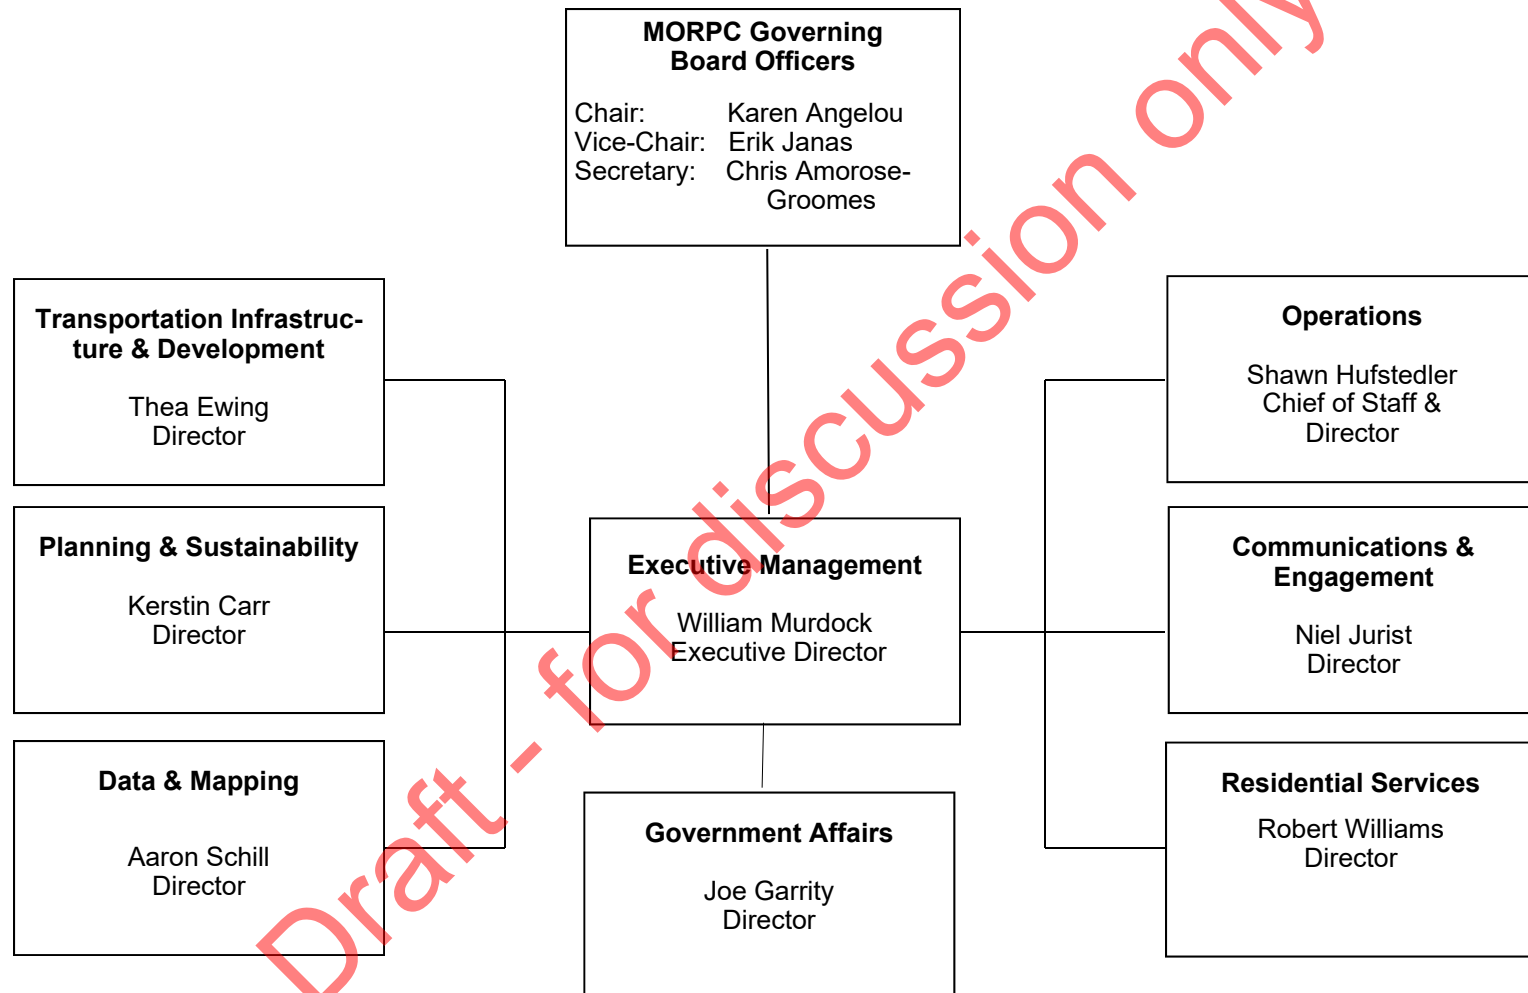 MORPC Governing
Board Officers
Chair: Karen Angelou
Vice-Chair: Erik Janas
Secretary: Chris Amorose-
Groomes
Transportation Infrastruc-
ture & Development
Thea Ewing
Director
Operations
Shawn Hufstedler
Chief of Staff &
Director
Planning & Sustainability
Kerstin Carr
Director
Executive Management
William Murdock
Executive Director
Communications &
Engagement
Niel Jurist
Director
Data & Mapping
Aaron Schill
Director
Government Affairs
Joe Garrity
Director
Residential Services
Robert Williams
Director
Draft - for discussion only